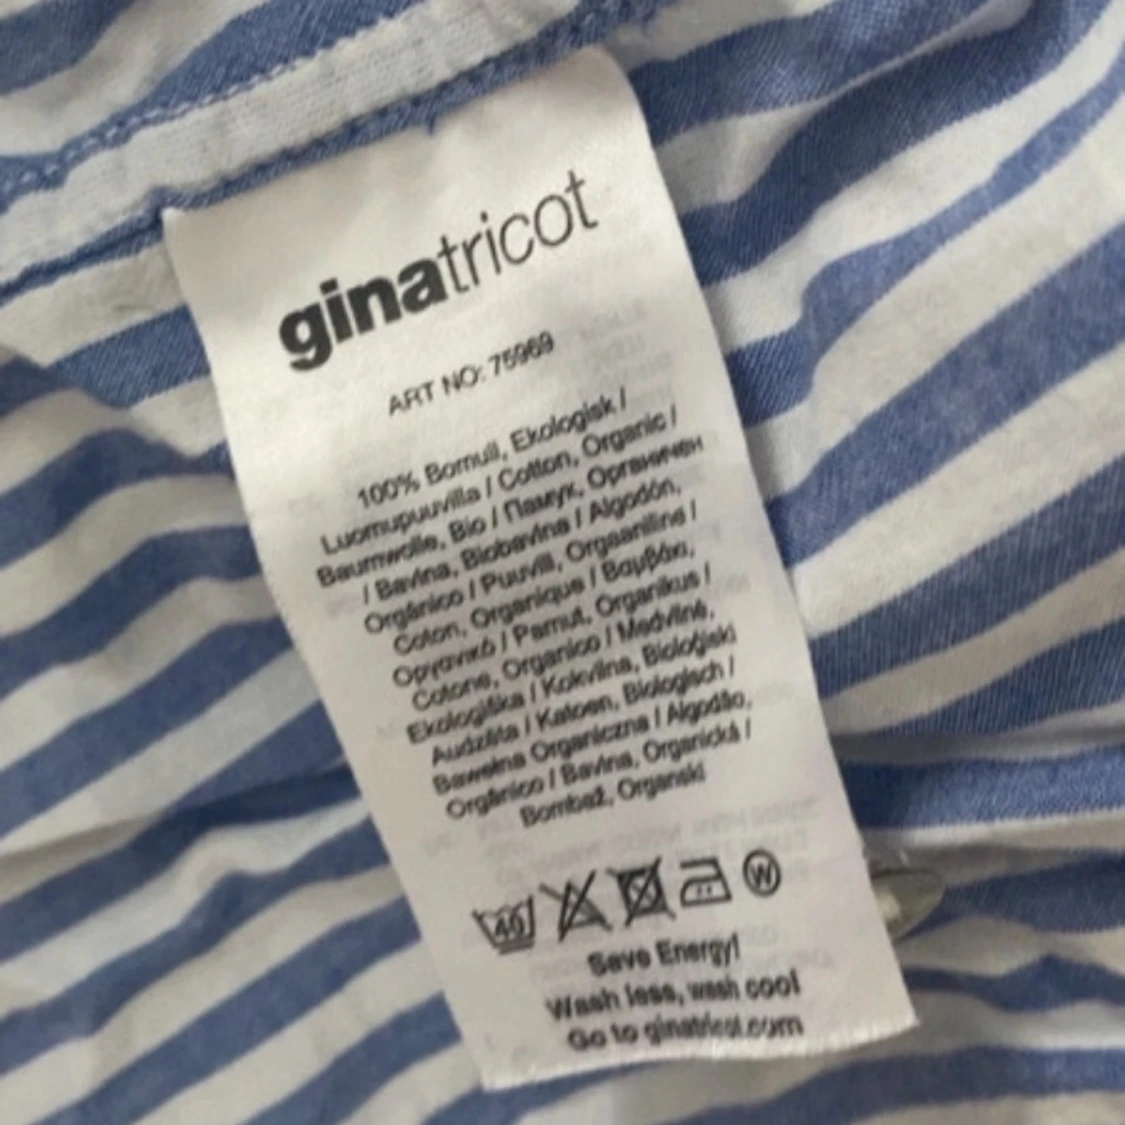 ginatricot
ART NO: 75969
100% Bomull, Ekologisk /
Luomupuuvilla / Cotton, Organic /
Baumwolle, Bio / Памук, Органичен
/ Bavlna, Biobavlna / Algodón,
Orgánico / Puuvill, Orgaaniline /
Coton, Organique / Βαμβάκι,
Οργανικό / Pamut, Organikus /
Cotone, Organico / Medvilnė,
Ekologiška / Kokvilna, Bioloģiski
Audzēta / Katoen, Biologisch /
Bawełna Organiczna / Algodão,
Orgânico / Bavlna, Organická /
Bombaž, Organski
40
W
Save Energy!
Wash less, wash cool
Go to ginatricot.com